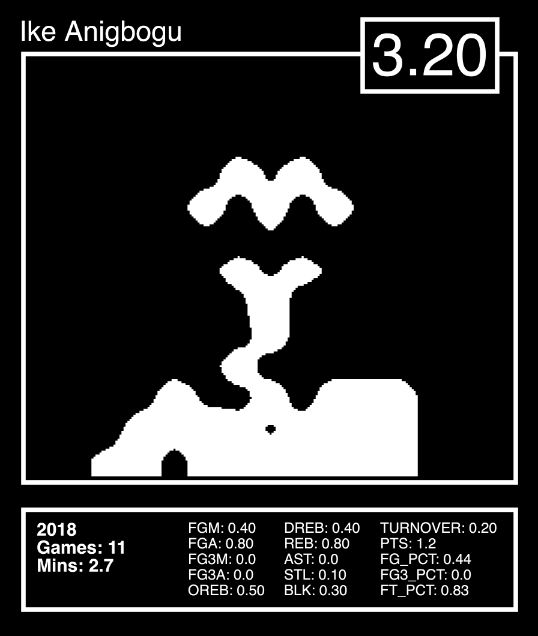 Ike Anigbogu
3.20
2018
Games: 11
Mins: 2.7
FGM: 0.40
FGA: 0.80
FG3M: 0.0
FG3A: 0.0
OREB: 0.50
DREB: 0.40
REB: 0.80
AST: 0.0
STL: 0.10
BLK: 0.30
TURNOVER: 0.20
PTS: 1.2
FG_PCT: 0.44
FG3_PCT: 0.0
FT_PCT: 0.83